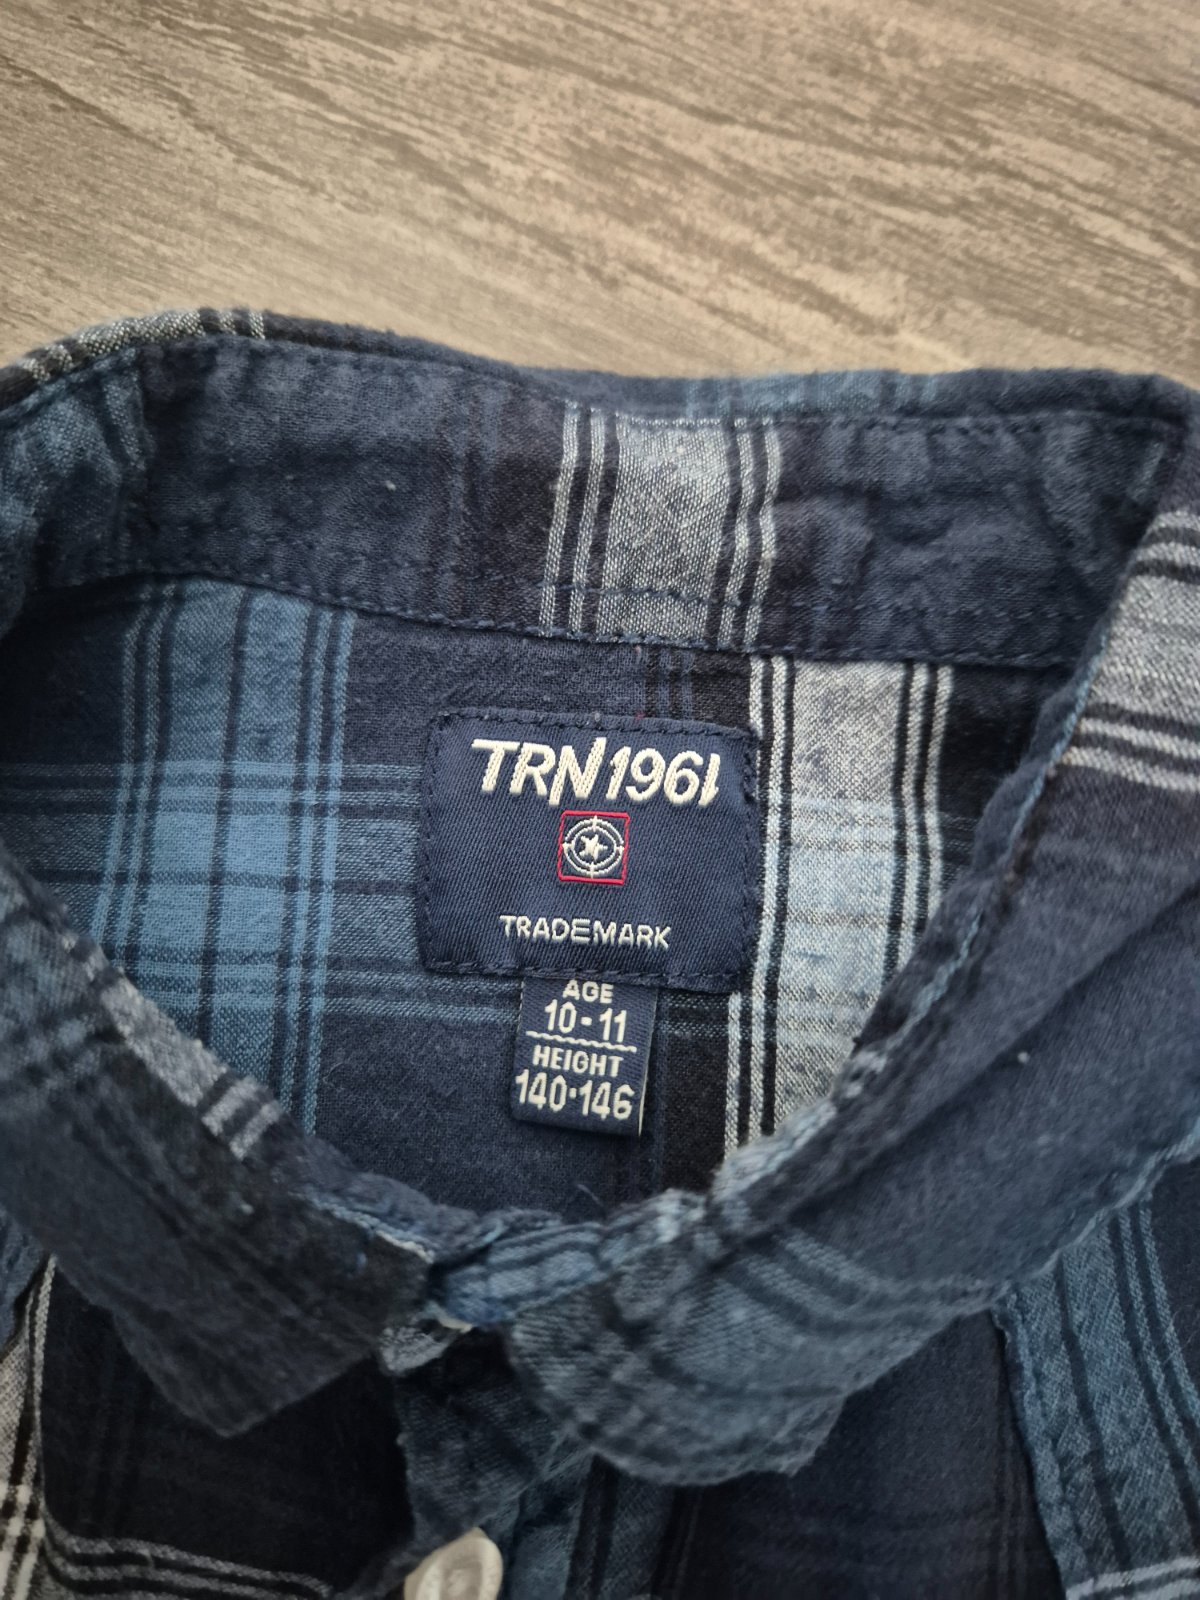 TRN1961
TRADEMARK
AGE
10-11
HEIGHT
140·146